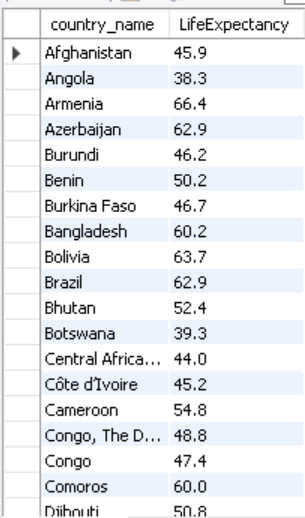 country_name LifeExpectancy
Afghanistan 45.9
Angola 38.3
Armenia 66.4
Azerbaijan 62.9
Burundi 46.2
Benin 50.2
Burkina Faso 46.7
Bangladesh 60.2
Bolivia 63.7
Brazil 62.9
Bhutan 52.4
Botswana 39.3
Central Africa... 44.0
Côte d'Ivoire 45.2
Cameroon 54.8
Congo, The D... 48.8
Congo 47.4
Comoros 60.0
Djibouti 50.8